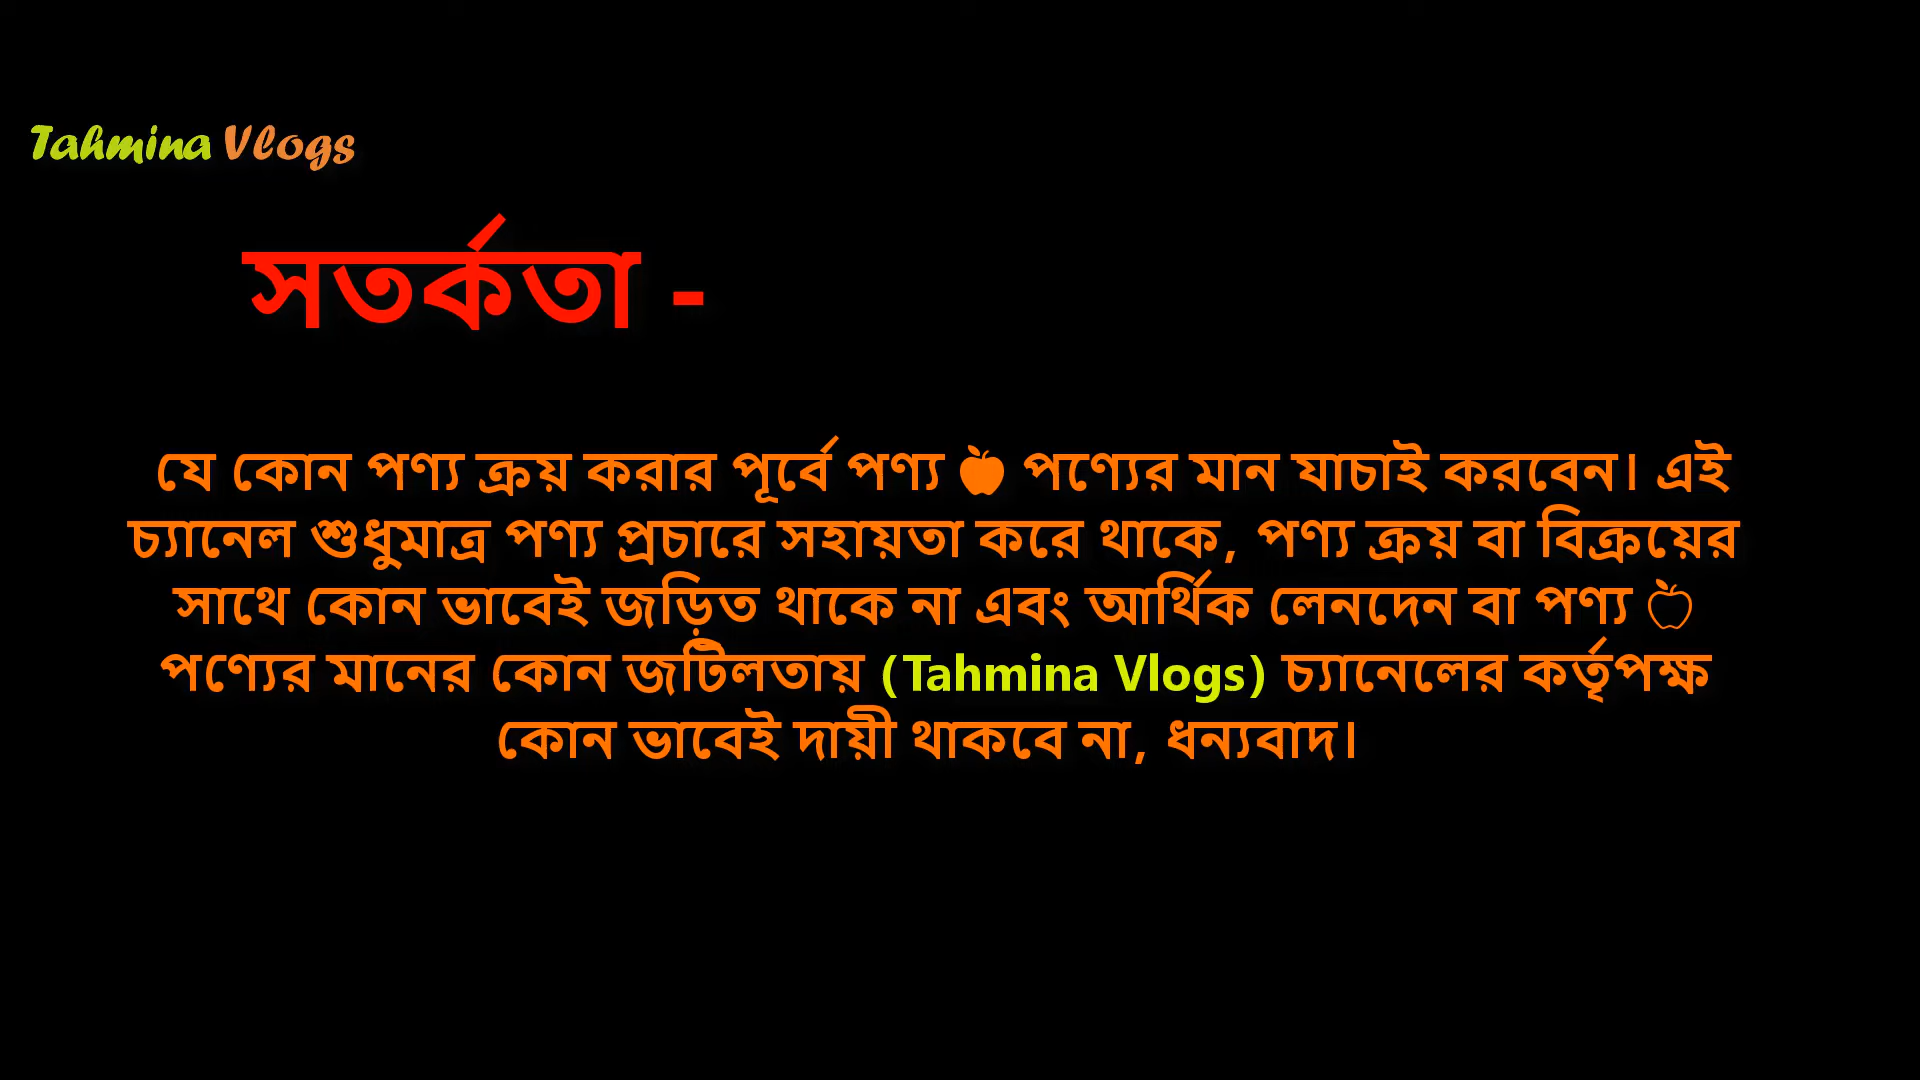 Tahmina Vlogs
সতর্কতা -
যে কোন পণ্য ক্রয় করার পূর্বে পণ্য 🍎 পণ্যের মান যাচাই করবেন। এই
চ্যানেল শুধুমাত্র পণ্য প্রচারে সহায়তা করে থাকে, পণ্য ক্রয় বা বিক্রয়ের
সাথে কোন ভাবেই জড়িত থাকে না এবং আর্থিক লেনদেন বা পণ্য 🍎
পণ্যের মানের কোন জটিলতায় (Tahmina Vlogs) চ্যানেলের কর্তৃপক্ষ
কোন ভাবেই দায়ী থাকবে না, ধন্যবাদ।